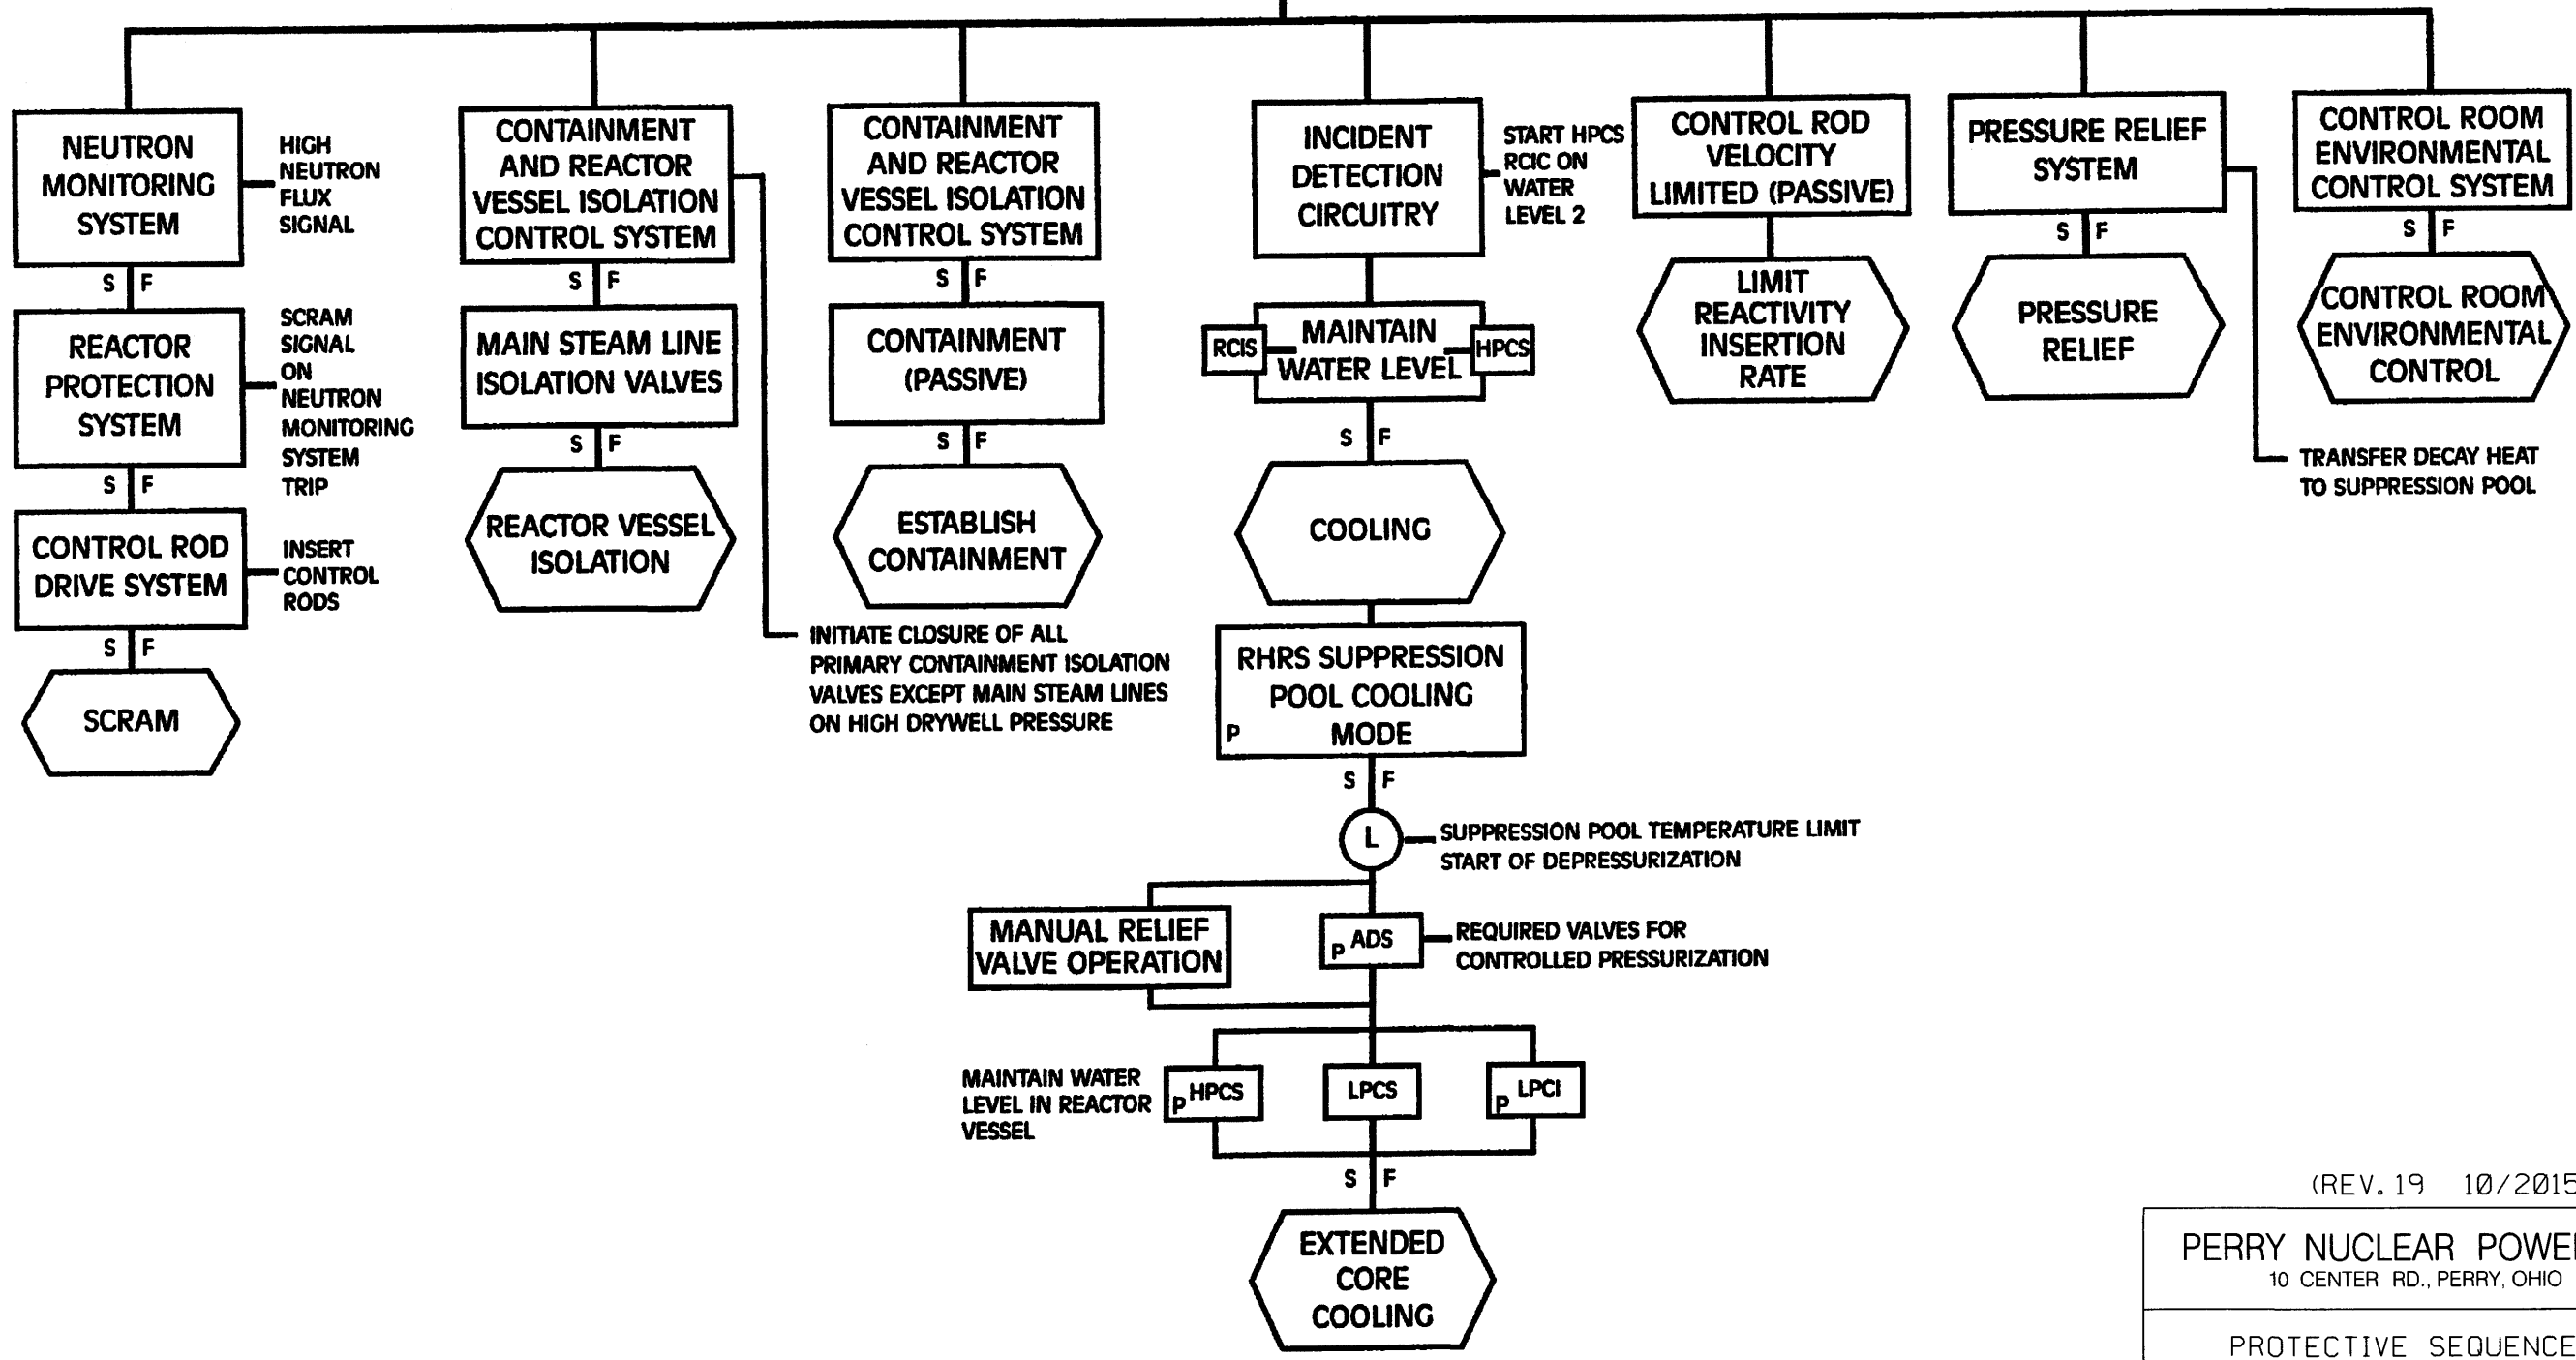 NEUTRON
MONITORING
SYSTEM
HIGH
NEUTRON
FLUX
SIGNAL
S F
REACTOR
PROTECTION
SYSTEM
SCRAM
SIGNAL
ON
NEUTRON
MONITORING
SYSTEM
TRIP
S F
CONTROL ROD
DRIVE SYSTEM
INSERT
CONTROL
RODS
S F
SCRAM
CONTAINMENT
AND REACTOR
VESSEL ISOLATION
CONTROL SYSTEM
S F
MAIN STEAM LINE
ISOLATION VALVES
S F
REACTOR VESSEL
ISOLATION
INITIATE CLOSURE OF ALL
PRIMARY CONTAINMENT ISOLATION
VALVES EXCEPT MAIN STEAM LINES
ON HIGH DRYWELL PRESSURE
CONTAINMENT
AND REACTOR
VESSEL ISOLATION
CONTROL SYSTEM
S F
CONTAINMENT
(PASSIVE)
S F
ESTABLISH
CONTAINMENT
INCIDENT
DETECTION
CIRCUITRY
START HPCS
RCIC ON
WATER
LEVEL 2
RCIS
MAINTAIN
WATER LEVEL
HPCS
S F
COOLING
RHRS SUPPRESSION
POOL COOLING
P MODE
S F
L
SUPPRESSION POOL TEMPERATURE LIMIT
START OF DEPRESSURIZATION
MANUAL RELIEF
VALVE OPERATION
P ADS
REQUIRED VALVES FOR
CONTROLLED PRESSURIZATION
MAINTAIN WATER
LEVEL IN REACTOR
VESSEL
P HPCS
LPCS
P LPCI
S F
EXTENDED
CORE
COOLING
CONTROL ROD
VELOCITY
LIMITED (PASSIVE)
LIMIT
REACTIVITY
INSERTION
RATE
PRESSURE RELIEF
SYSTEM
S F
PRESSURE
RELIEF
TRANSFER DECAY HEAT
TO SUPPRESSION POOL
CONTROL ROOM
ENVIRONMENTAL
CONTROL SYSTEM
S F
CONTROL ROOM
ENVIRONMENTAL
CONTROL
(REV. 19 10/2015
PERRY NUCLEAR POWE
10 CENTER RD., PERRY, OHIO
PROTECTIVE SEQUENCE